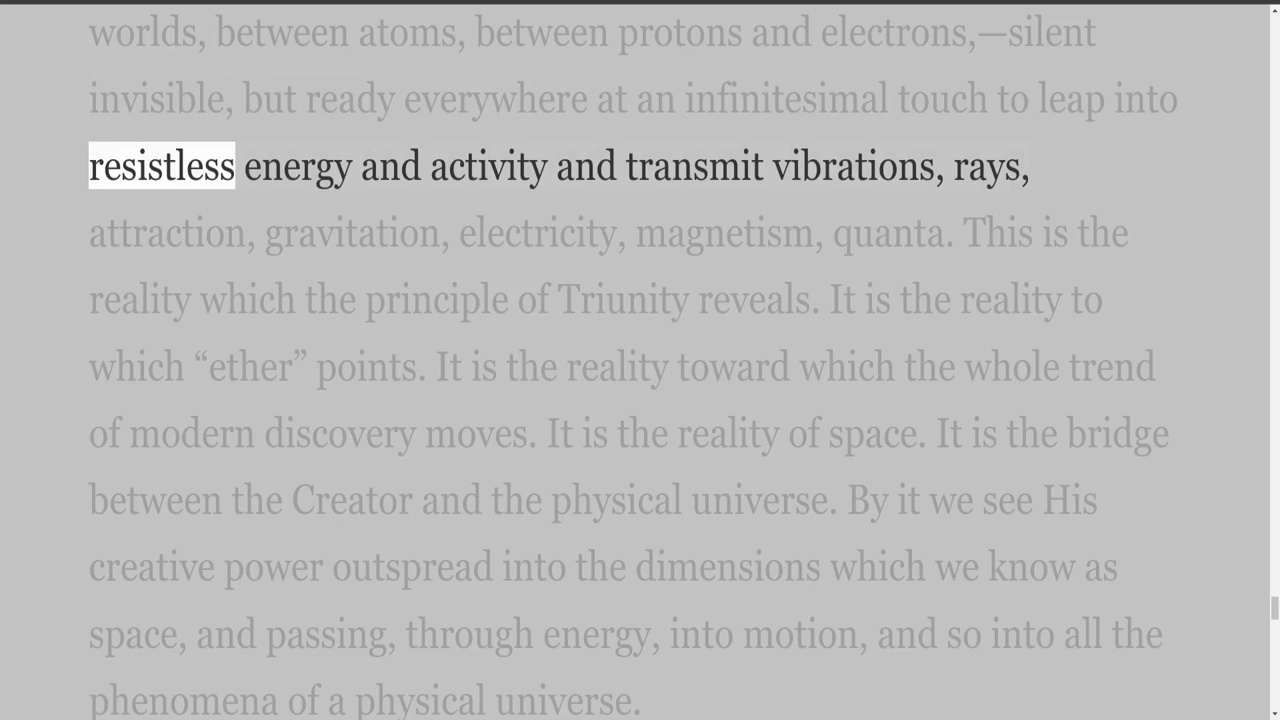 worlds, between atoms, between protons and electrons,—silent
invisible, but ready everywhere at an infinitesimal touch to leap into
resistless energy and activity and transmit vibrations, rays,
attraction, gravitation, electricity, magnetism, quanta. This is the
reality which the principle of Triunity reveals. It is the reality to
which “ether” points. It is the reality toward which the whole trend
of modern discovery moves. It is the reality of space. It is the bridge
between the Creator and the physical universe. By it we see His
creative power outspread into the dimensions which we know as
space, and passing, through energy, into motion, and so into all the
phenomena of a physical universe.